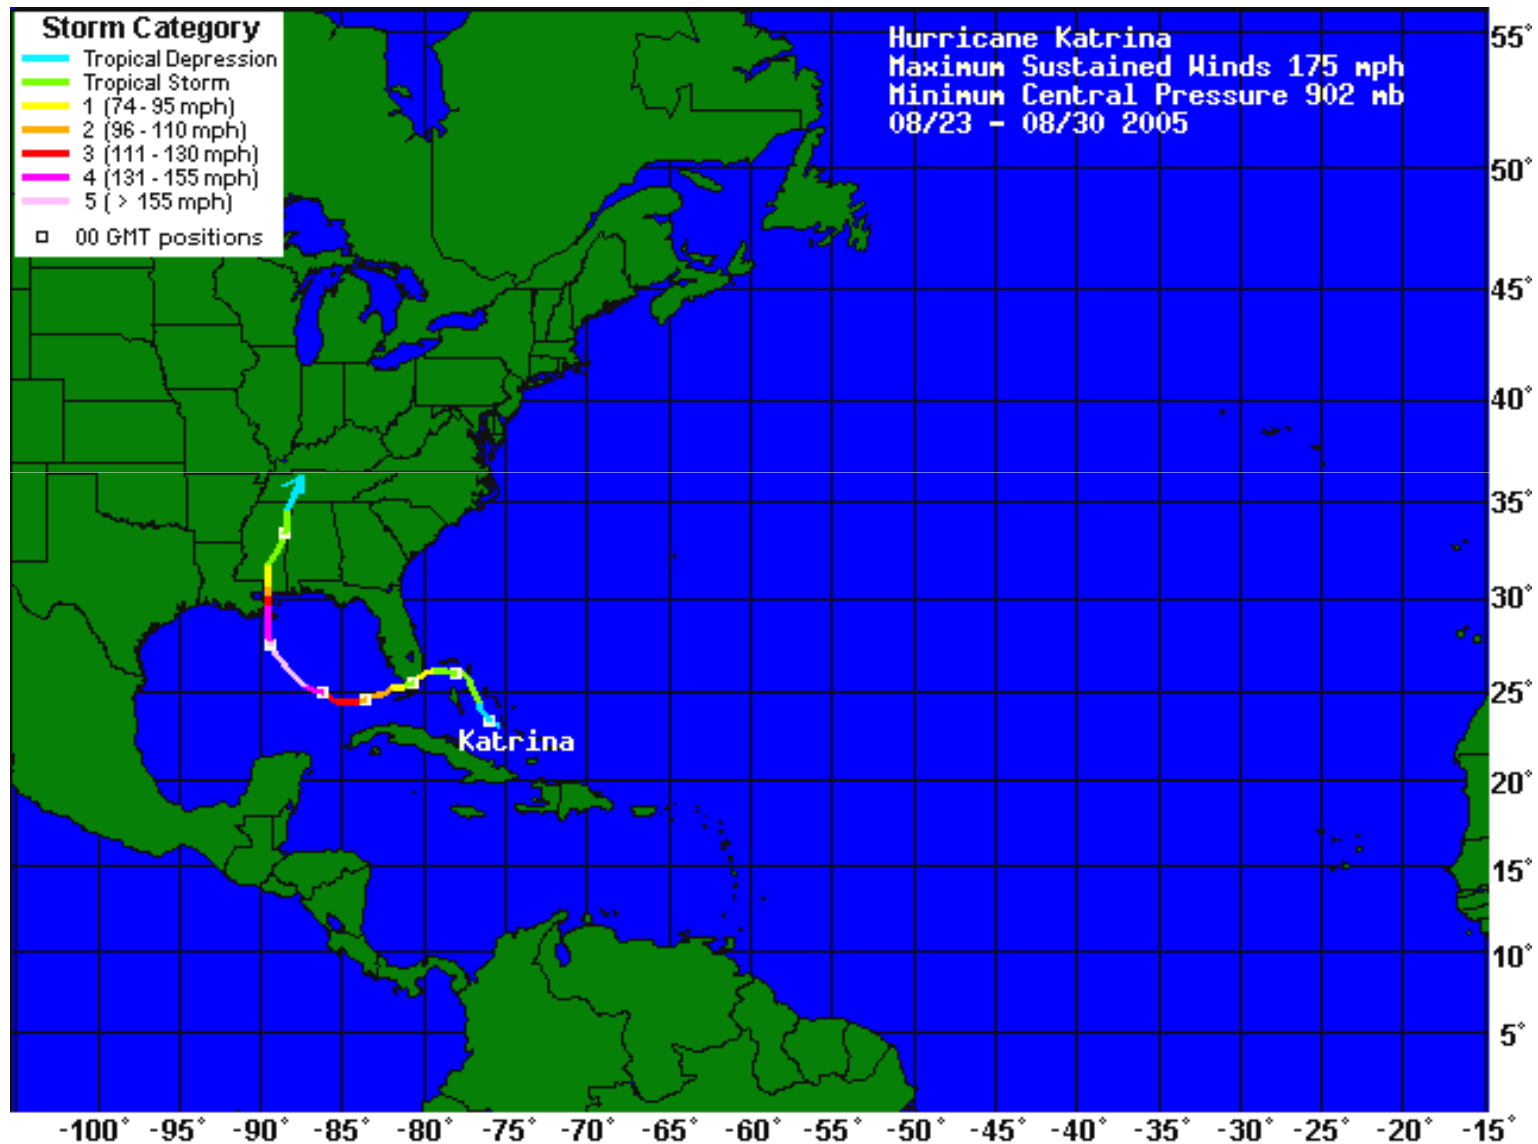 Storm Category
Tropical Depression
Tropical Storm
1 (74 - 95 mph)
2 (96 - 110 mph)
3 (111 - 130 mph)
4 (131 - 155 mph)
5 ( > 155 mph)
00 GMT positions
Hurricane Katrina
Maximum Sustained Winds 175 mph
Minimum Central Pressure 902 mb
08/23 - 08/30 2005
55°
50°
45°
40°
35°
30°
25°
Katrina
20°
15°
10°
5°
-100° -95° -90° -85° -80° -75° -70° -65° -60° -55° -50° -45° -40° -35° -30° -25° -20° -15°